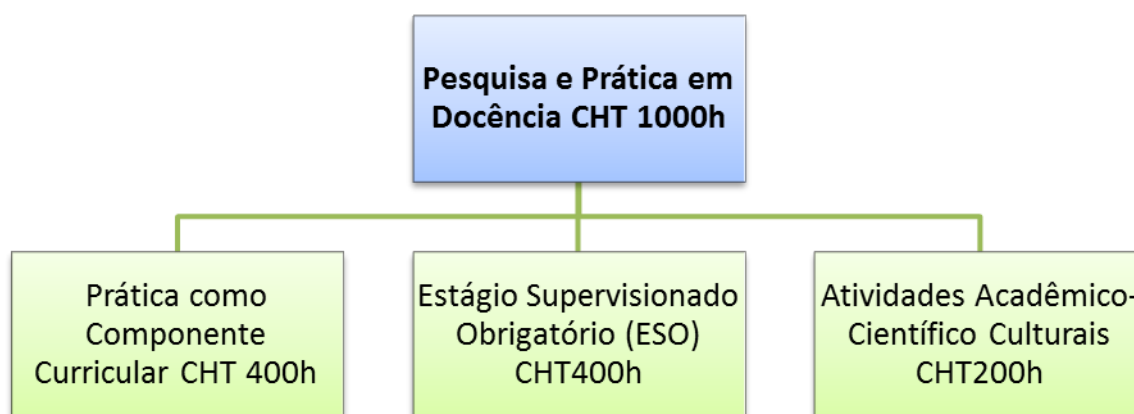 Pesquisa e Prática em
Docência CHT 1000h
Prática como
Componente
Curricular CHT 400h
Estágio Supervisionado
Obrigatório (ESO)
CHT400h
Atividades Acadêmico-
Científico Culturais
CHT200h